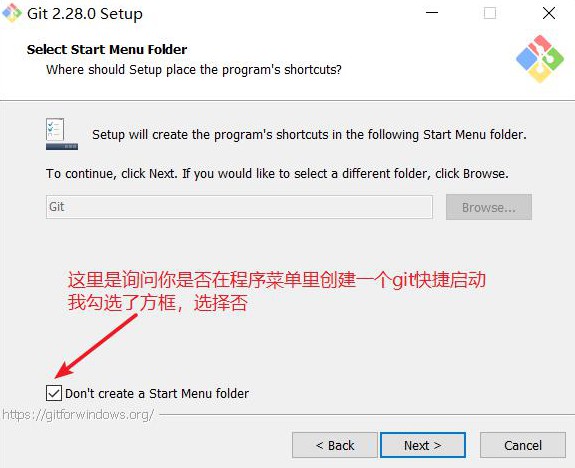 Git 2.28.0 Setup
Select Start Menu Folder
Where should Setup place the program's shortcuts?
Setup will create the program's shortcuts in the following Start Menu folder.
To continue, click Next. If you would like to select a different folder, click Browse.
Git
Browse...
这里是询问你是否在程序菜单里创建一个git快捷启动
我勾选了方框，选择否
Don't create a Start Menu folder
https://gitforwindows.org/
< Back
Next >
Cancel